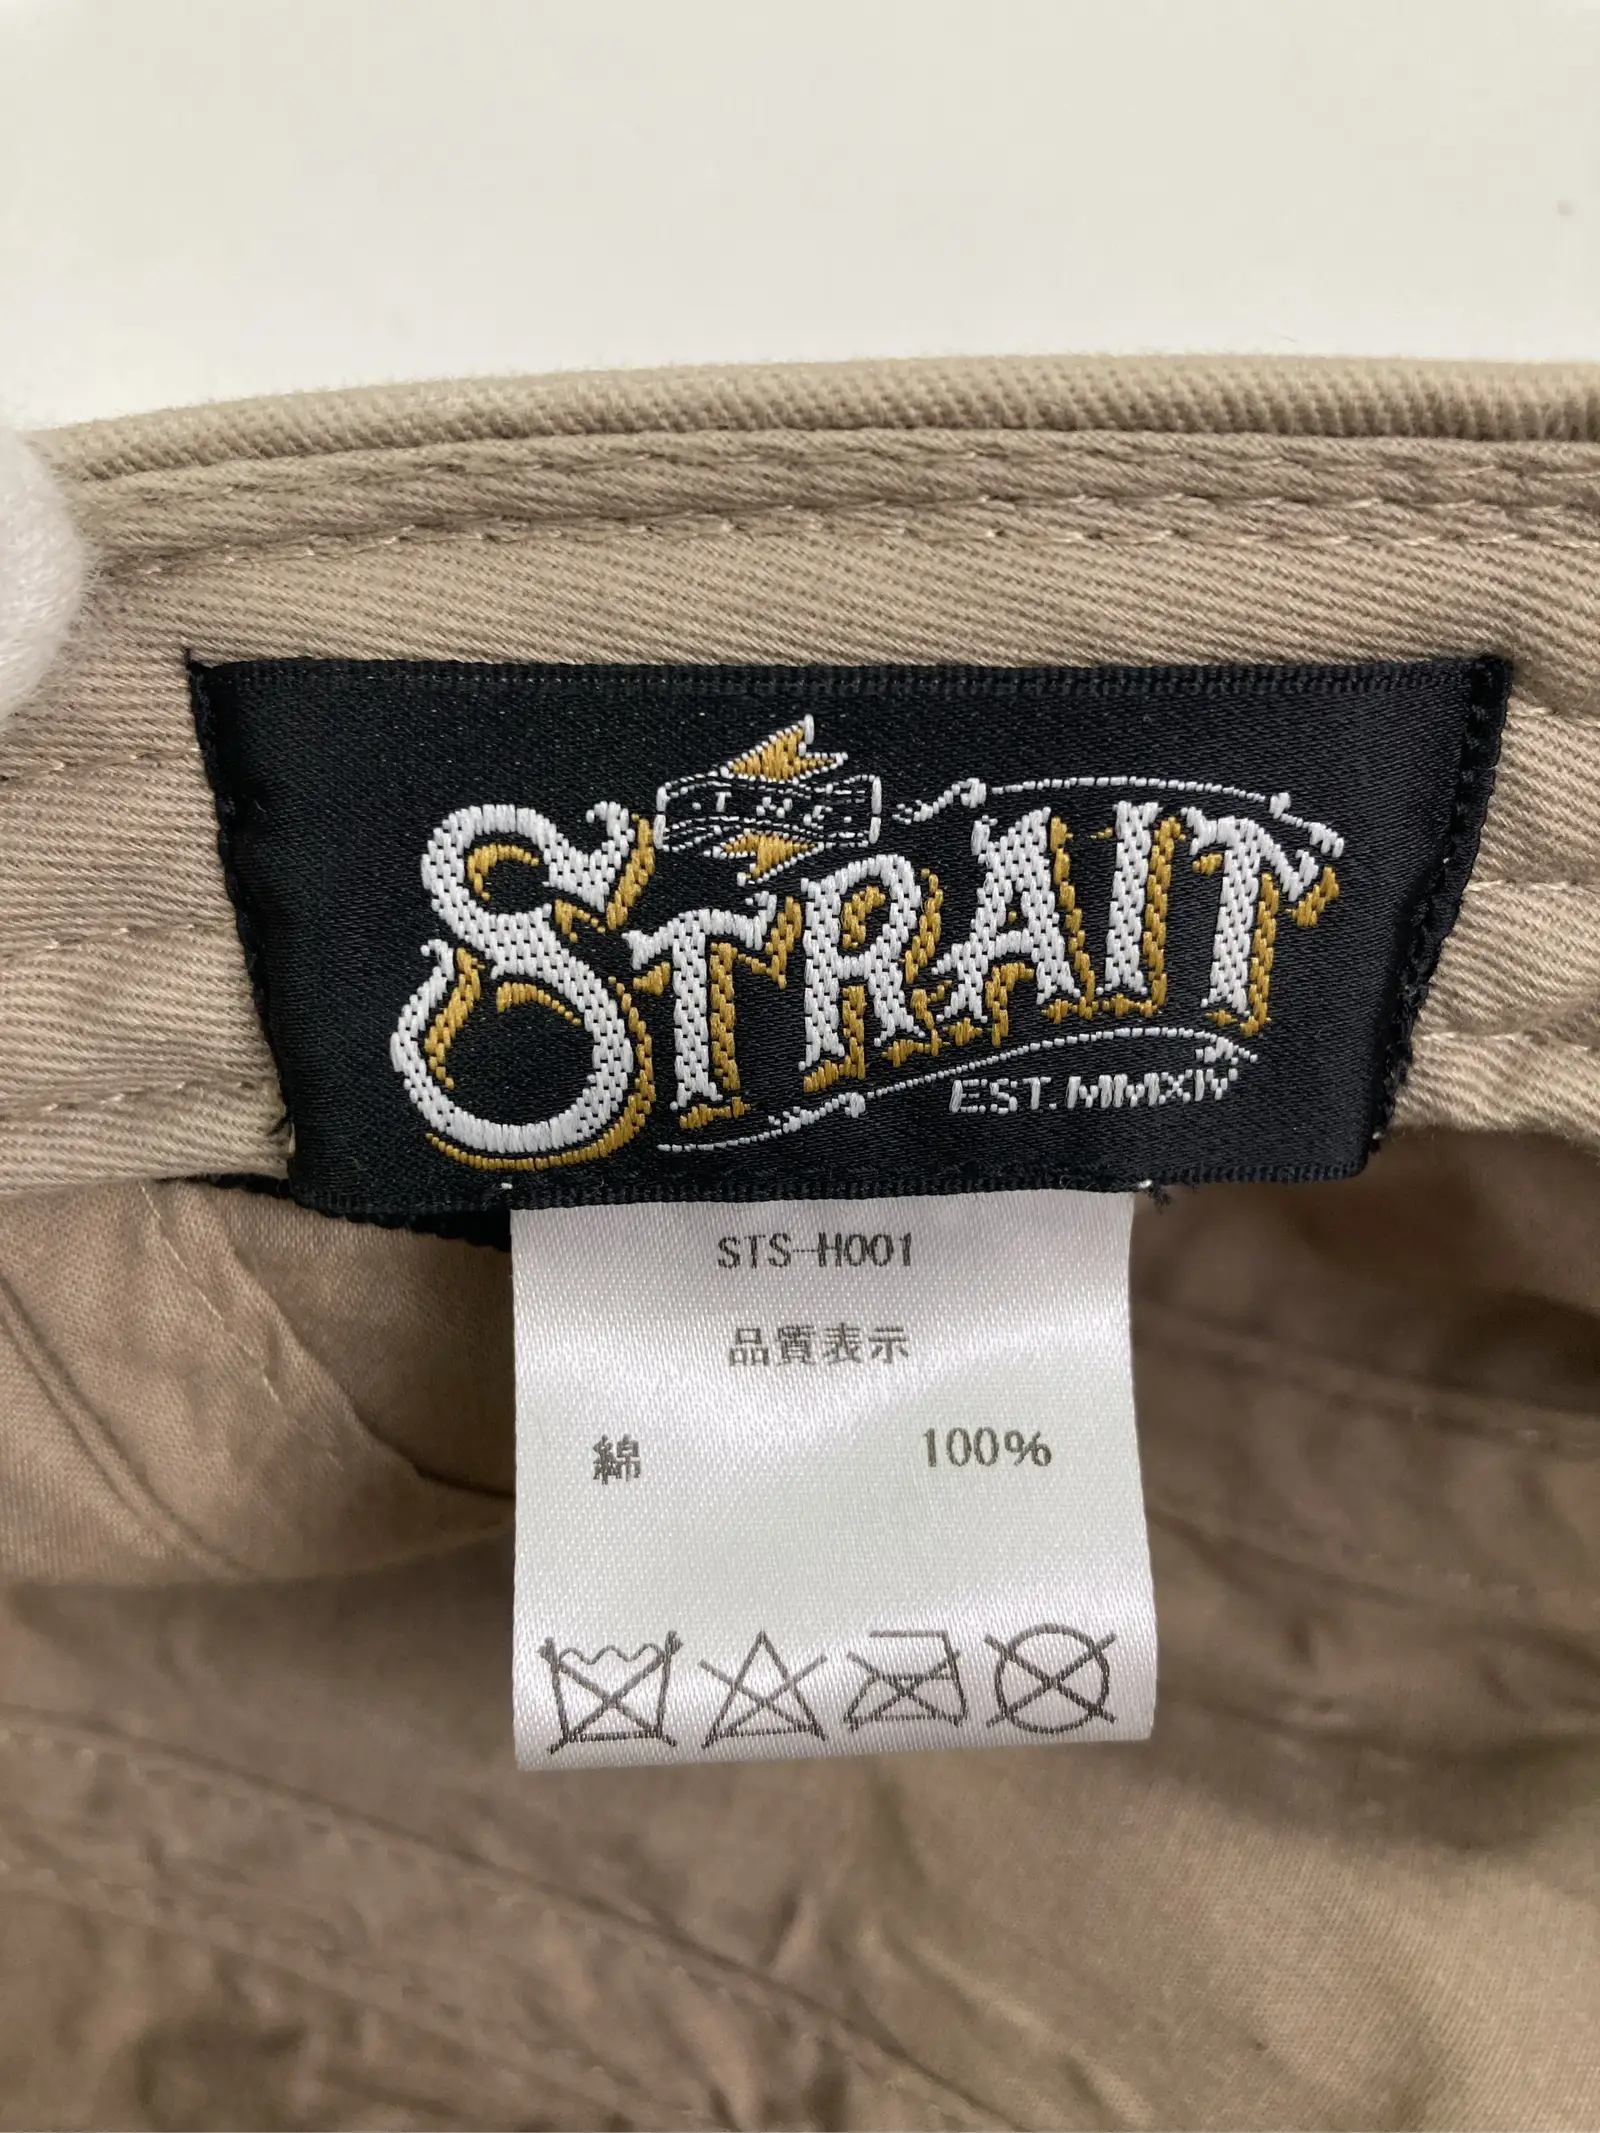 THE
STRAIT
EST. MMXIV
STS-H001
品質表示
綿 100%